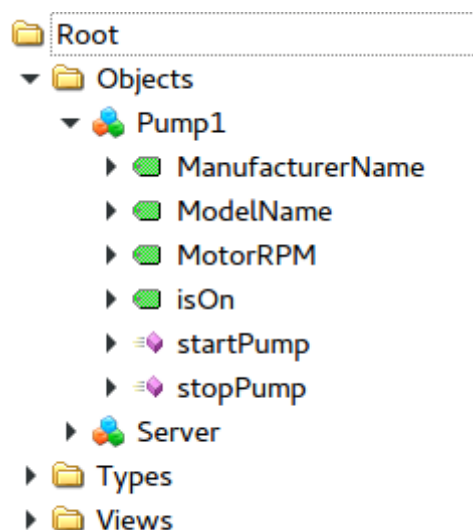 Root
Objects
Pump1
ManufacturerName
ModelName
MotorRPM
isOn
startPump
stopPump
Server
Types
Views